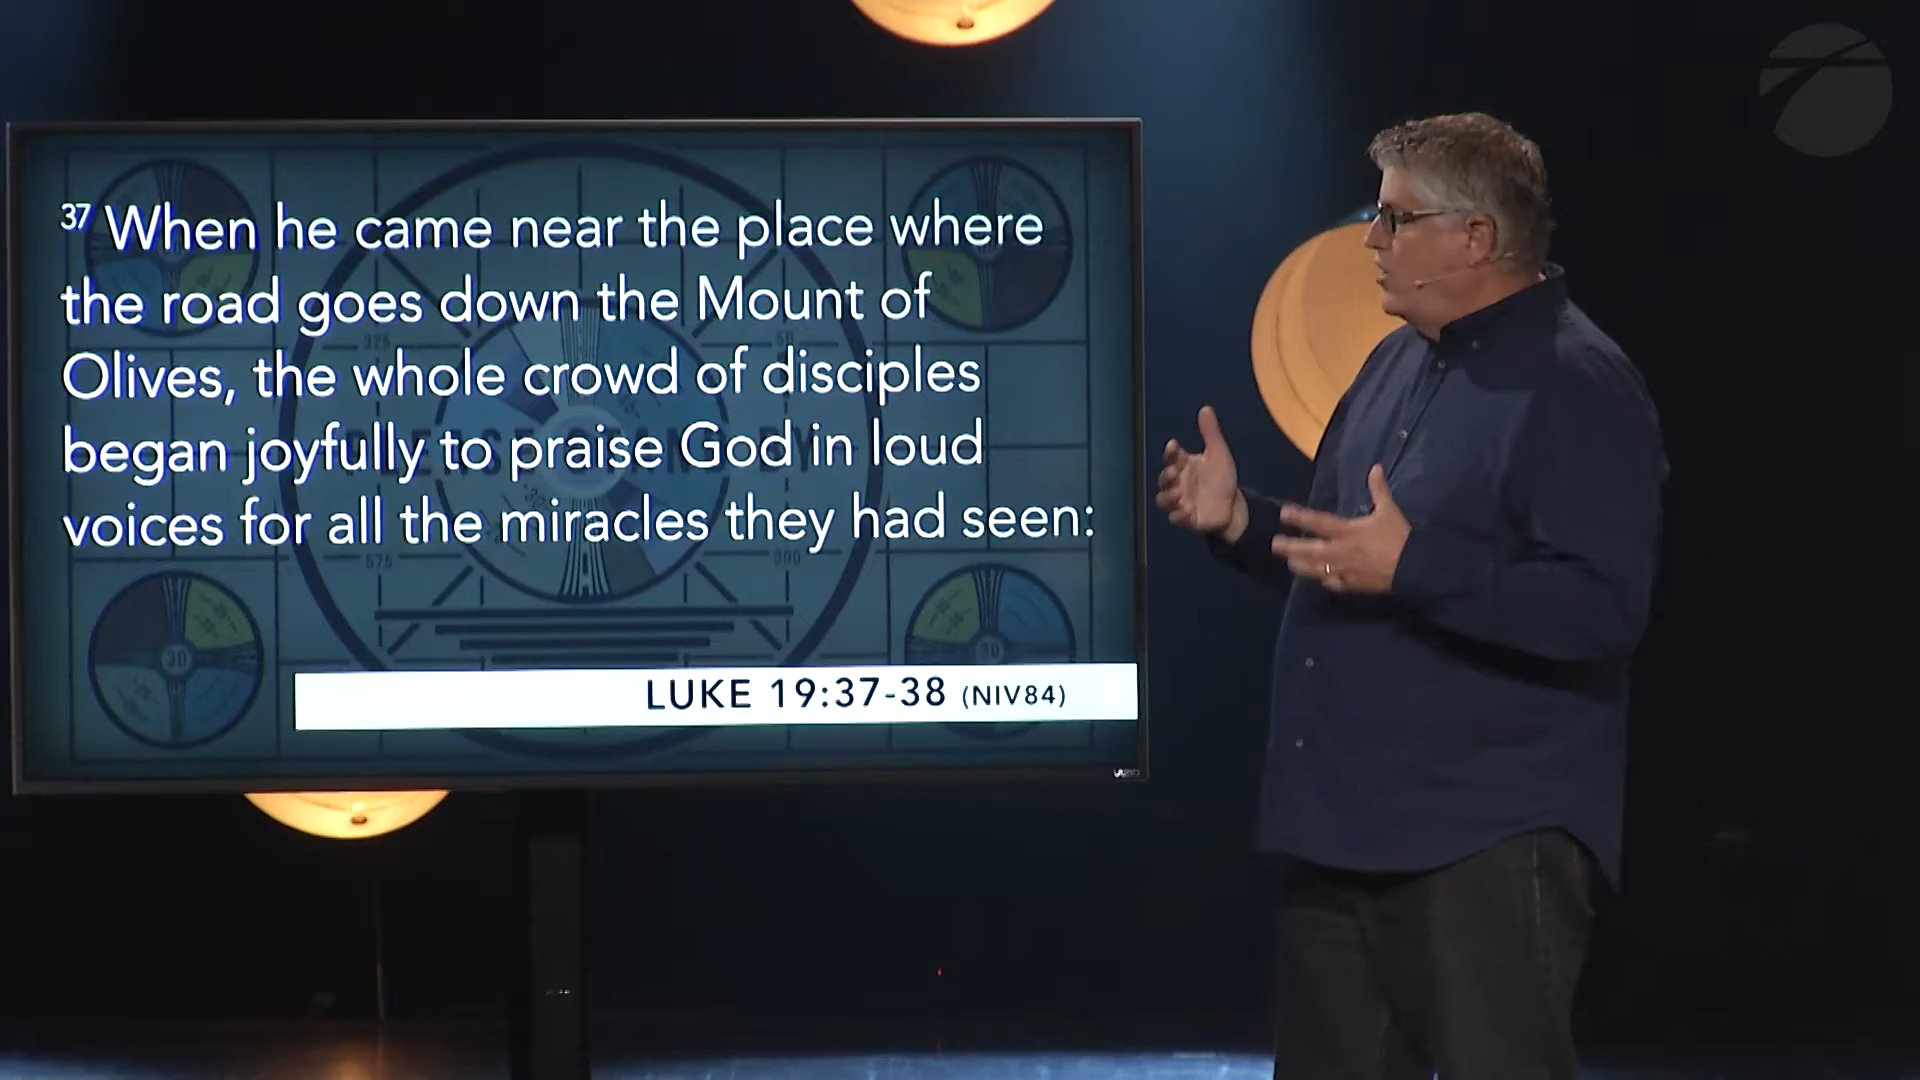 37 When he came near the place where
the road goes down the Mount of
Olives, the whole crowd of disciples
began joyfully to praise God in loud
voices for all the miracles they had seen:
LUKE 19:37-38 (NIV84)